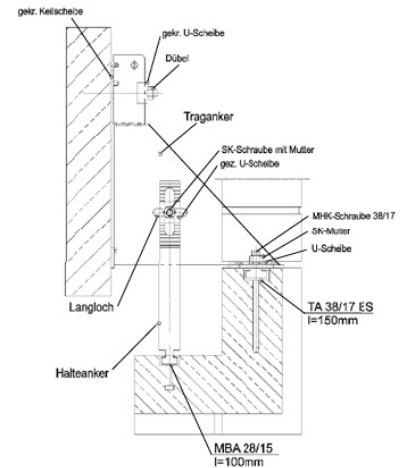 gekr. Keilscheibe
gekr. U-Scheibe
Dübel
Traganker
SK-Schraube mit Mutter
gez. U-Scheibe
MHK-Schraube 38/17
SK-Mutter
U-Scheibe
Langloch
TA 38/17 ES
l=150mm
Halteanker
MBA 28/15
l=100mm